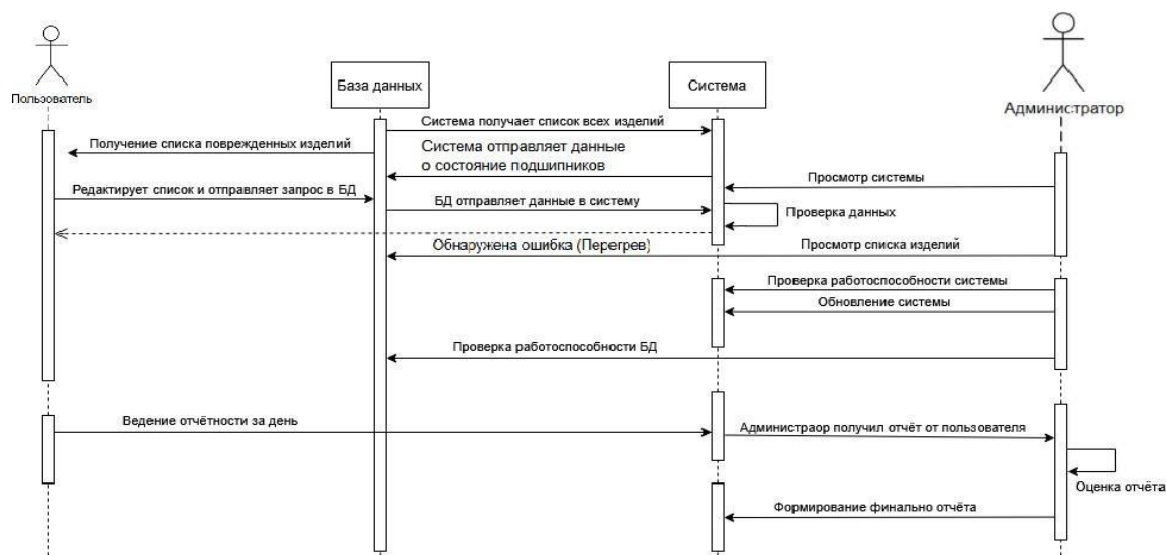 Пользователь
База данных
Система
Администратор
Система получает список всех изделий
Получение списка поврежденных изделий
Система отправляет данные
о состояние подшипников
Просмотр системы
Редактирует список и отправляет запрос в БД
БД отправляет данные в систему
Проверка данных
Обнаружена ошибка (Перегрев)
Просмотр списка изделий
Проверка работоспособности системы
Обновление системы
Проверка работоспособности БД
Ведение отчётности за день
Администраор получил отчёт от пользователя
Оценка отчёта
Формирование финально отчёта